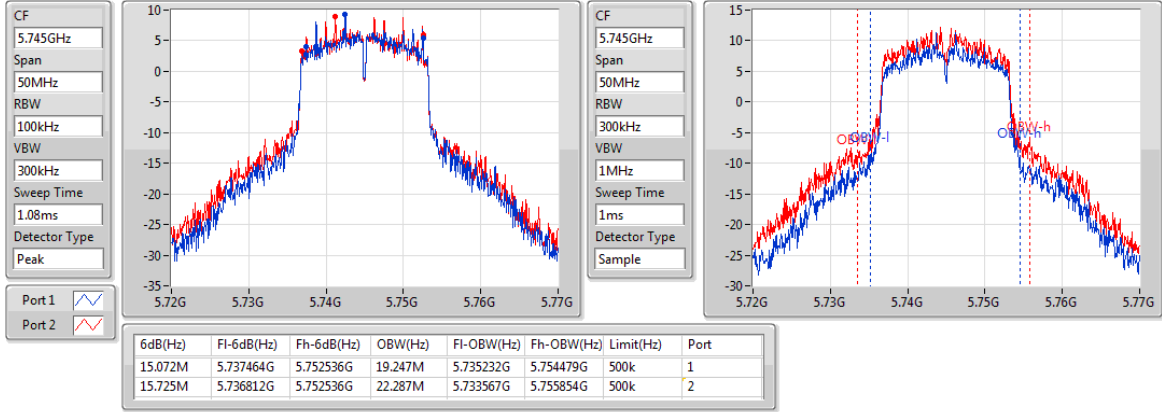 CF
5.745GHz
Span
50MHz
RBW
100kHz
VBW
300kHz
Sweep Time
1.08ms
Detector Type
Peak
Port 1
Port 2
10
5
0
-5
-10
-15
-20
-25
-30
-35
5.72G 5.73G 5.74G 5.75G 5.76G 5.77G
CF
5.745GHz
Span
50MHz
RBW
300kHz
VBW
1MHz
Sweep Time
1ms
Detector Type
Sample
15
10
5
0
-5
-10
-15
-20
-25
-30
OBW-l
OBW-h
OBW-h
5.72G 5.73G 5.74G 5.75G 5.76G 5.77G
6dB(Hz) Fl-6dB(Hz) Fh-6dB(Hz) OBW(Hz) Fl-OBW(Hz) Fh-OBW(Hz) Limit(Hz) Port
15.072M 5.737464G 5.752536G 19.247M 5.735232G 5.754479G 500k 1
15.725M 5.736812G 5.752536G 22.287M 5.733567G 5.755854G 500k 2